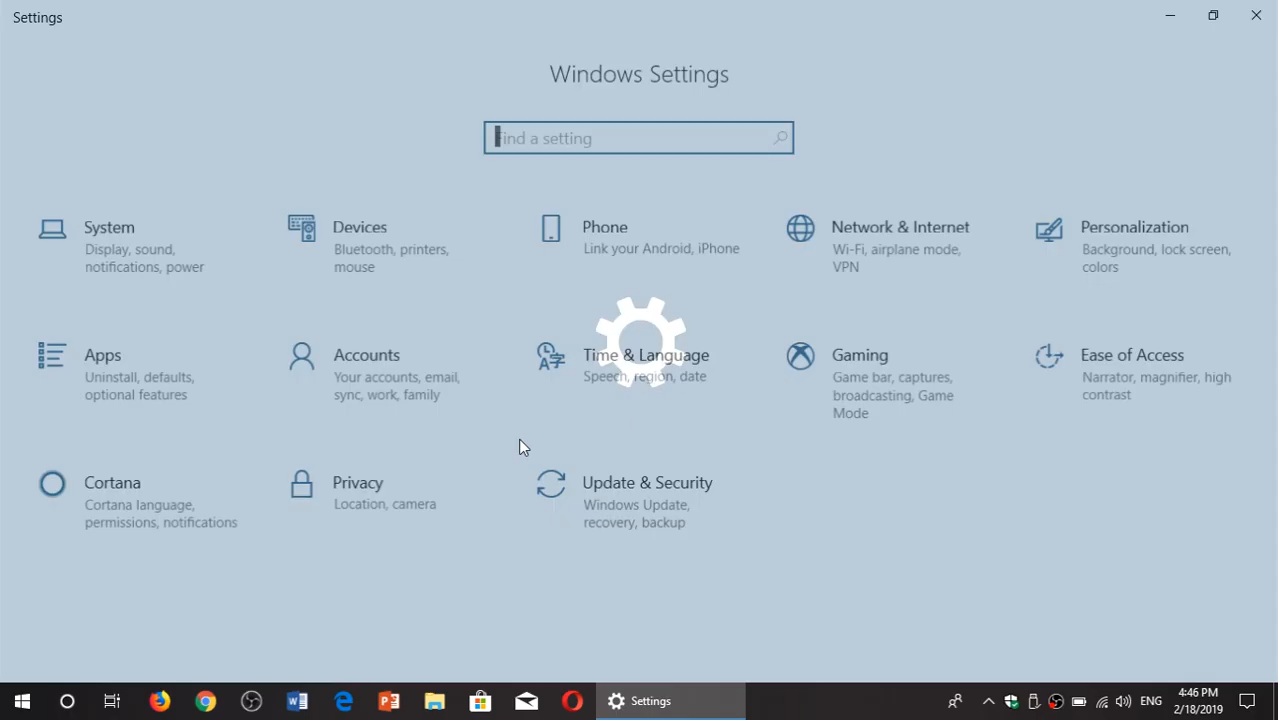 Settings
Windows Settings
Find a setting
System
Display, sound,
notifications, power
Devices
Bluetooth, printers,
mouse
Phone
Link your Android, iPhone
Network & Internet
Wi-Fi, airplane mode,
VPN
Personalization
Background, lock screen,
colors
Apps
Uninstall, defaults,
optional features
Accounts
Your accounts, email,
sync, work, family
Time & Language
Speech, region, date
Gaming
Game bar, captures,
broadcasting, Game
Mode
Ease of Access
Narrator, magnifier, high
contrast
Cortana
Cortana language,
permissions, notifications
Privacy
Location, camera
Update & Security
Windows Update,
recovery, backup
Settings
ENG
4:46 PM
2/18/2019